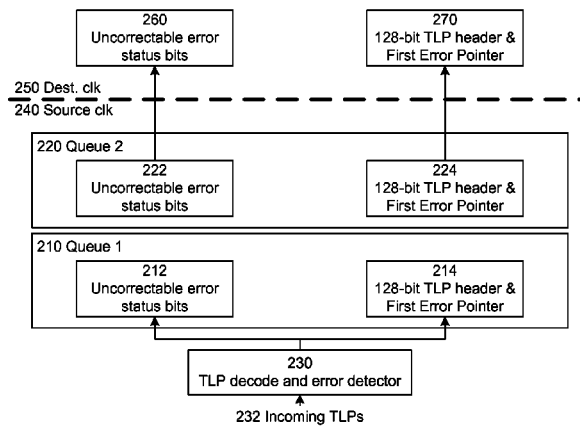 260
Uncorrectable error
status bits
270
128-bit TLP header &
First Error Pointer
250 Dest. clk
240 Source clk
220 Queue 2
222
Uncorrectable error
status bits
224
128-bit TLP header &
First Error Pointer
210 Queue 1
212
Uncorrectable error
status bits
214
128-bit TLP header &
First Error Pointer
230
TLP decode and error detector
232 Incoming TLPs